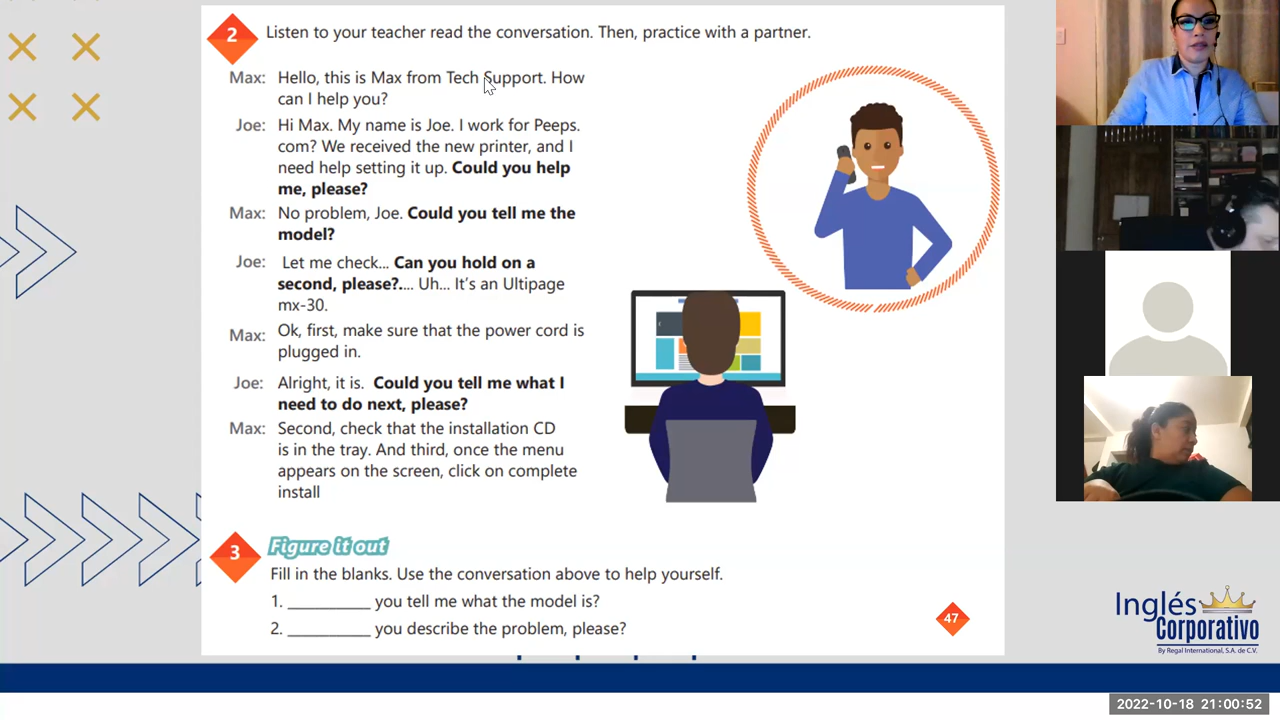 2
Listen to your teacher read the conversation. Then, practice with a partner.
Max: Hello, this is Max from Tech Support. How
can I help you?
Joe: Hi Max. My name is Joe. I work for Peeps.
com? We received the new printer, and I
need help setting it up. Could you help
me, please?
Max: No problem, Joe. Could you tell me the
model?
Joe: Let me check... Can you hold on a
second, please?.... Uh... It's an Ultipage
mx-30.
Max: Ok, first, make sure that the power cord is
plugged in.
Joe: Alright, it is. Could you tell me what I
need to do next, please?
Max: Second, check that the installation CD
is in the tray. And third, once the menu
appears on the screen, click on complete
install
3
Figure it out
Fill in the blanks. Use the conversation above to help yourself.
1. __________ you tell me what the model is?
2. __________ you describe the problem, please?
47
Inglés
Corporativo
By Regal International, S.A. de C.V.
2022-10-18 21:00:52